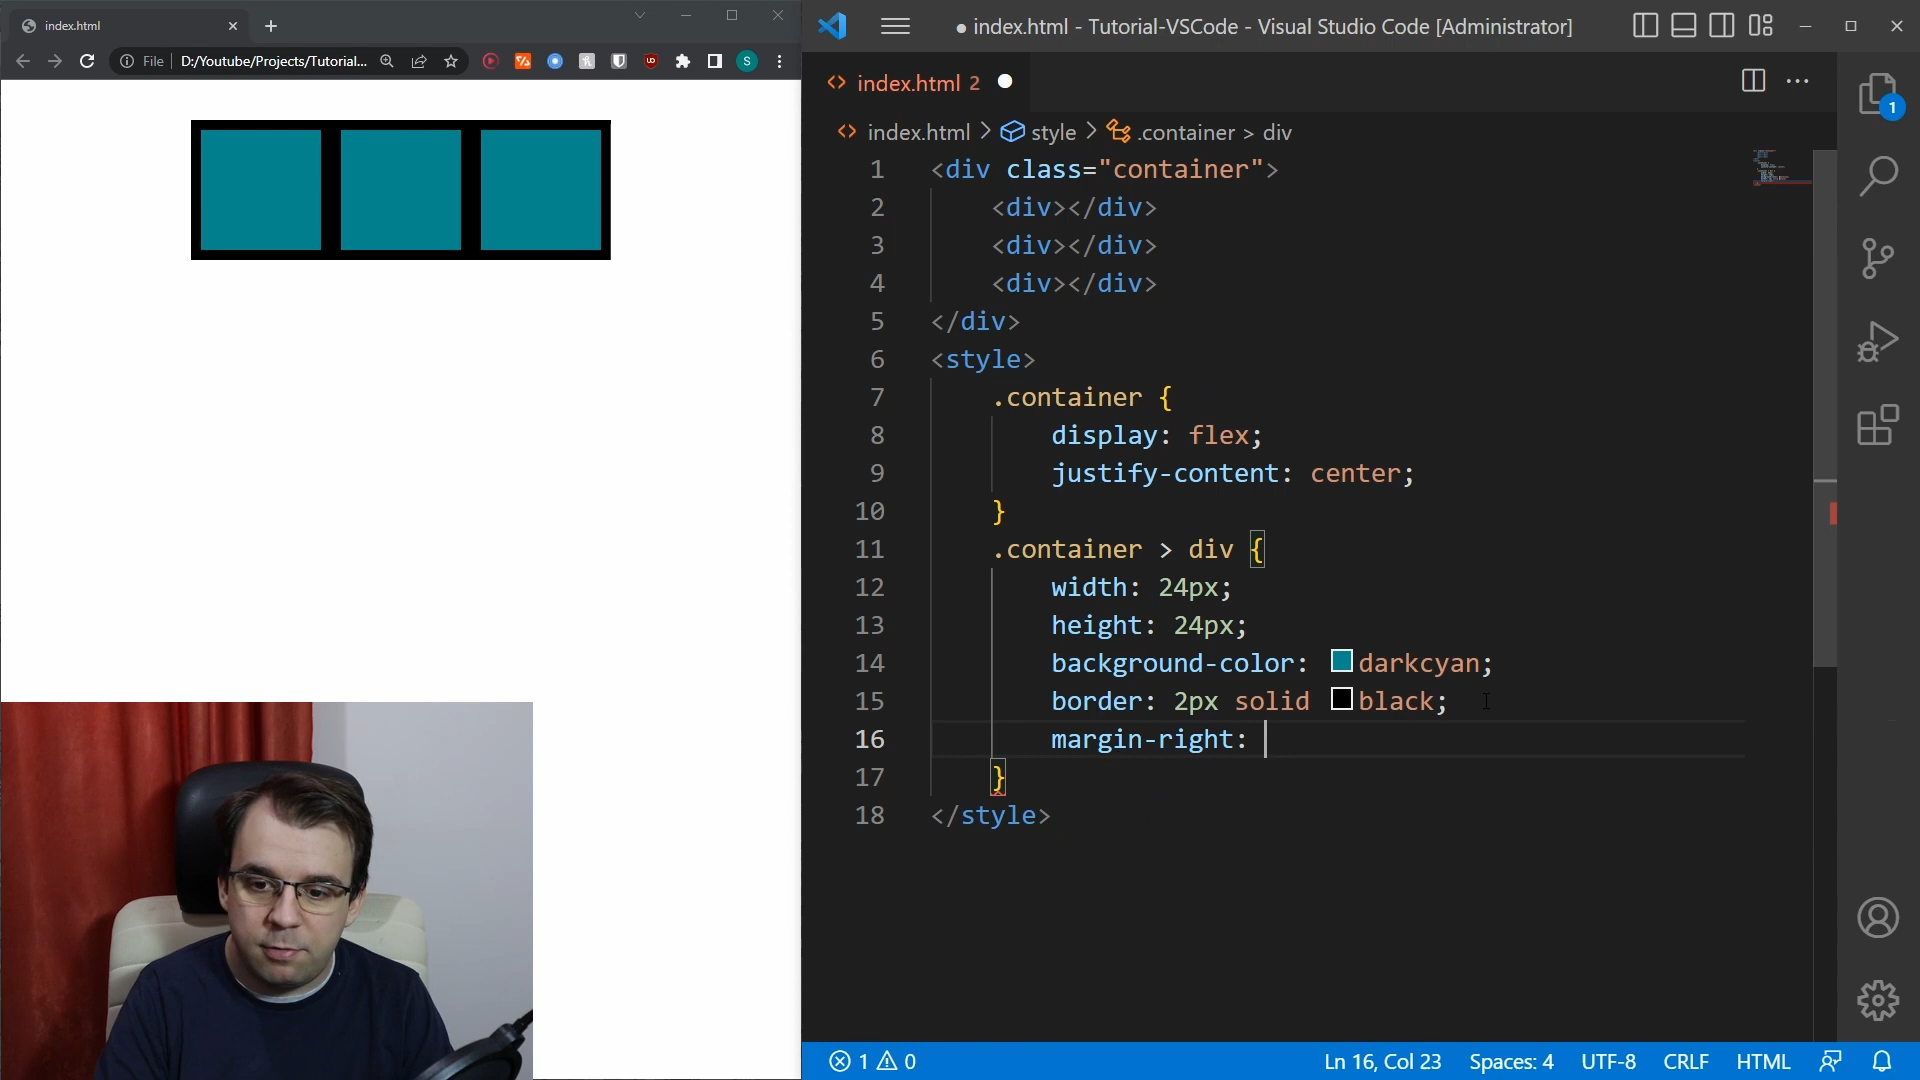 index.html
index.html - Tutorial-VSCode - Visual Studio Code [Administrator]
File D:/Youtube/Projects/Tutorial...
UD
S
index.html 2
1
index.html > style > .container > div
1 <div class="container">
2 <div></div>
3 <div></div>
4 <div></div>
5 </div>
6 <style>
7 .container {
8 display: flex;
9 justify-content: center;
10 }
11 .container > div {
12 width: 24px;
13 height: 24px;
14 background-color: darkcyan;
15 border: 2px solid black;
16 margin-right:
17 }
18 </style>
1 0
Ln 16, Col 23
Spaces: 4
UTF-8
CRLF
HTML